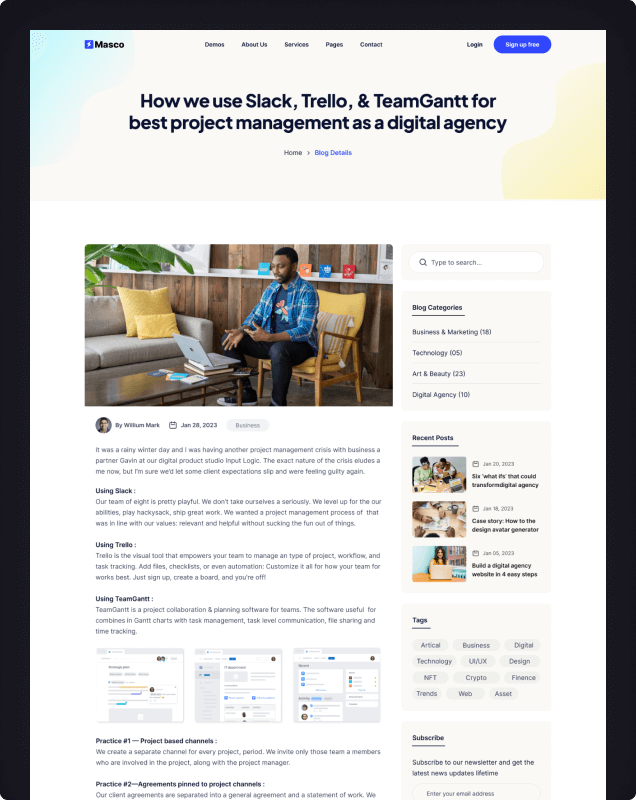 Masco
Demos
About Us
Services
Pages
Contact
Login
Sign up free
How we use Slack, Trello, & TeamGantt for
best project management as a digital agency
Home > Blog Details
By Willium Mark
Jan 28, 2023
Business
It was a rainy winter day and I was having another project management crisis with business a
partner Gavin at our digital product studio Input Logic. The exact nature of the crisis eludes a
me now, but I'm sure we'd let some client expectations slip and were feeling guilty again.
Using Slack :
Our team of eight is pretty playful. We don't take ourselves a seriously. We level up for the our
abilities, play hackysack, ship great work. We wanted a project management process of that
was in line with our values: relevant and helpful without sucking the fun out of things.
Using Trello :
Trello is the visual tool that empowers your team to manage an type of project, workflow, and
task tracking. Add files, checklists, or even automation: Customize it all for how your team for
works best. Just sign up, create a board, and you're off!
Using TeamGantt :
TeamGantt is a project collaboration & planning software for teams. The software useful for
combines in Gantt charts with task management, task level communication, file sharing and
time tracking.
Practice #1 — Project based channels :
We create a separate channel for every project, period. We invite only those team a members
who are involved in the project, along with the project manager.
Practice #2—Agreements pinned to project channels :
Our client agreements are separated into a general agreement and a statement of work. We
Type to search...
Blog Categories
Business & Marketing (18)
Technology (05)
Art & Beauty (23)
Digital Agency (10)
Recent Posts
Jan 20, 2023
Six 'what ifs' that could
transformdigital agency
Jan 18, 2023
Case story: How to the
design avatar generator
Jan 05, 2023
Build a digital agency
website in 4 easy steps
Tags
Artical
Business
Digital
Technology
UI/UX
Design
NFT
Crypto
Finence
Trends
Web
Asset
Subscribe
Subscribe to our newsletter and get the
latest news updates lifetime
Enter your email address